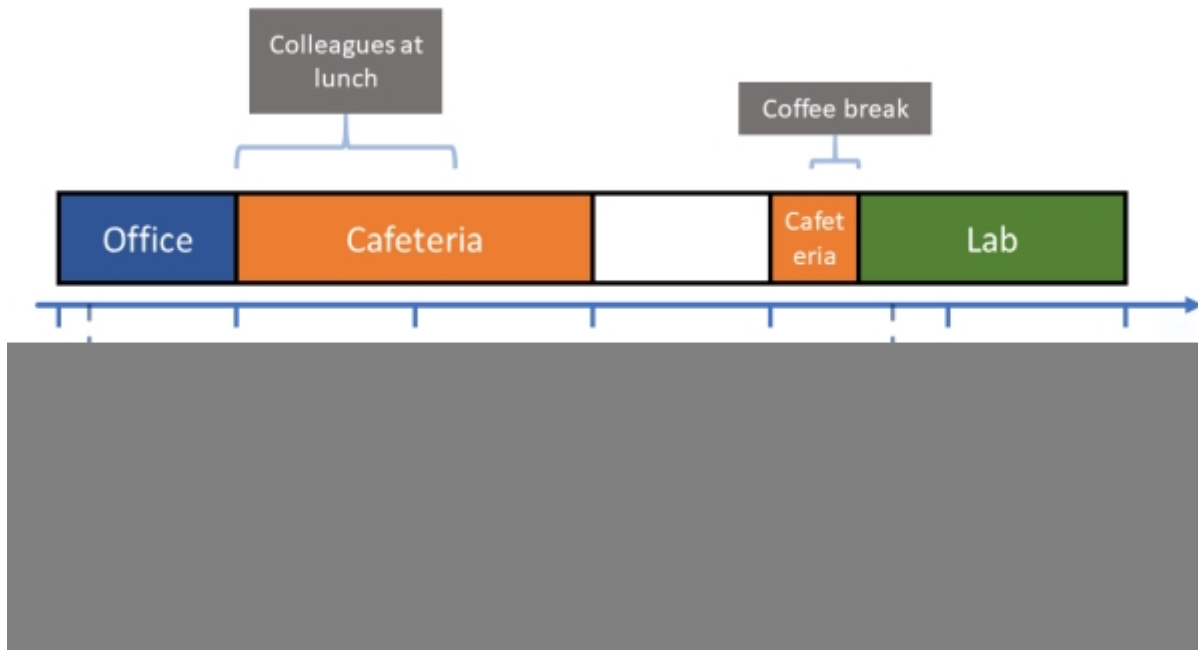 Colleagues at
lunch
Coffee break
Office
Cafeteria
Cafet
eria
Lab